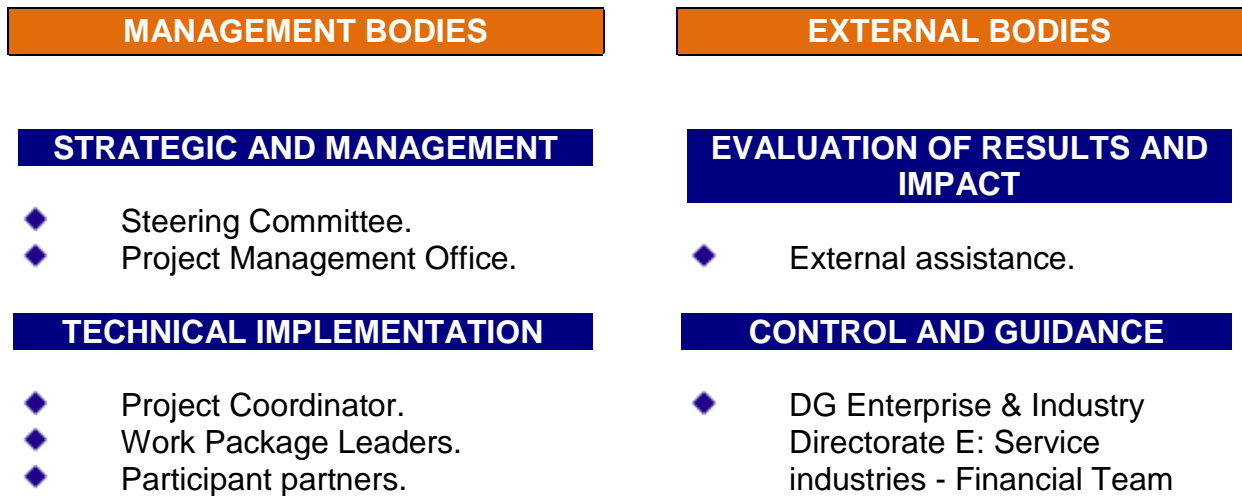 MANAGEMENT BODIES
STRATEGIC AND MANAGEMENT
Steering Committee.
Project Management Office.
TECHNICAL IMPLEMENTATION
Project Coordinator.
Work Package Leaders.
Participant partners.
EXTERNAL BODIES
EVALUATION OF RESULTS AND
IMPACT
External assistance.
CONTROL AND GUIDANCE
DG Enterprise & Industry
Directorate E: Service
industries - Financial Team